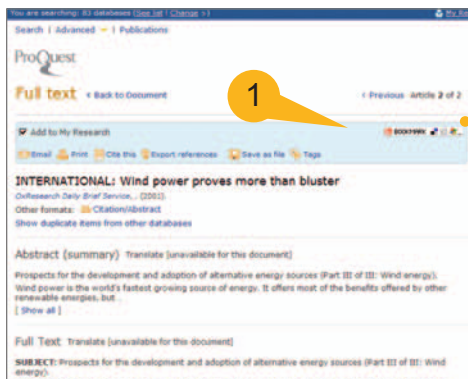 You are searching: 83 databases [See list | Change >]
Search | Advanced | Publications
ProQuest
Full text < Back to Document
< Previous Article 2 of 2
1
Add to My Research
BOOKMARK
Email Print Cite this Export references Save as file Tags
INTERNATIONAL: Wind power proves more than bluster
OxResearch Daily Brief Service, . (2001).
Other formats: Citation/Abstract
Show duplicate items from other databases
Abstract (summary) Translate [unavailable for this document]
Prospects for the development and adoption of alternative energy sources (Part III of III: Wind energy).
Wind power is the world's fastest growing source of energy. It offers most of the benefits offered by other
renewable energies, but...
[ Show all ]
Full Text Translate [unavailable for this document]
SUBJECT: Prospects for the development and adoption of alternative energy sources (Part III of III: Wind
energy).